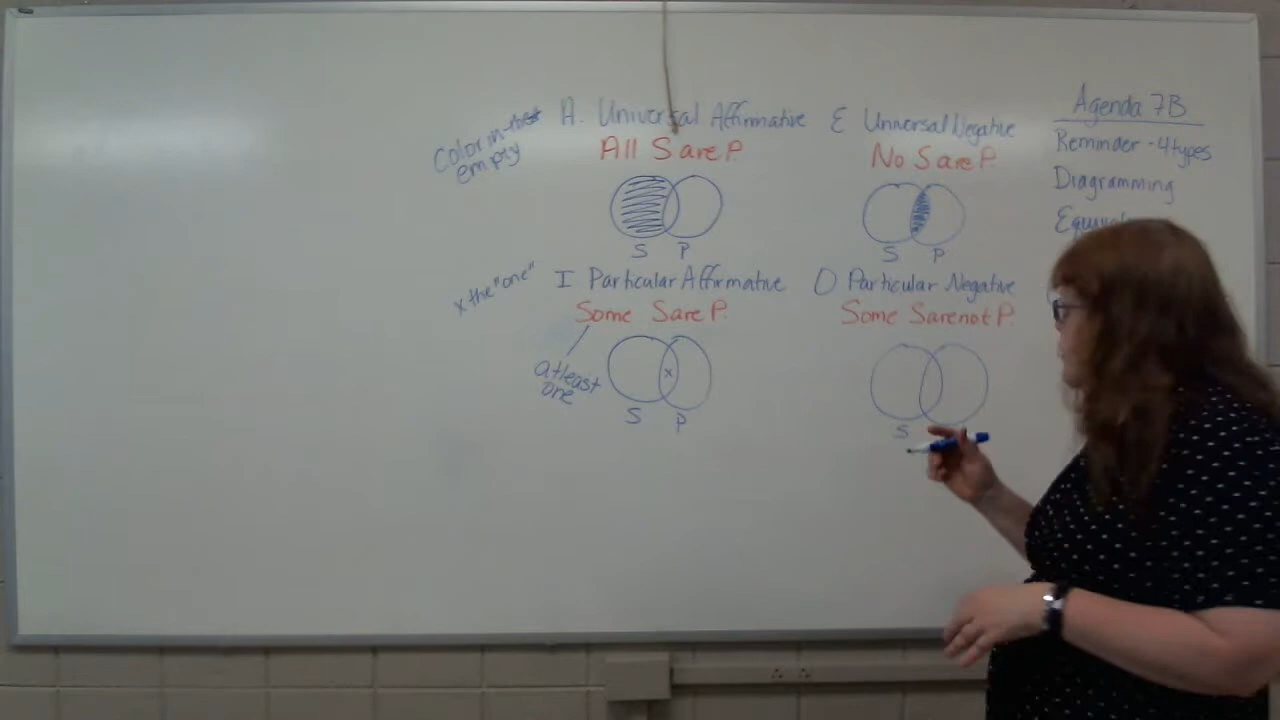 Color in the
empty
A. Universal Affirmative
All S are P.
S P
E Universal Negative
No S are P.
S P
x the "one"
I Particular Affirmative
Some S are P.
at least
one
x
S P
O Particular Negative
Some S are not P.
S
Agenda 7B
Reminder - 4 types
Diagramming